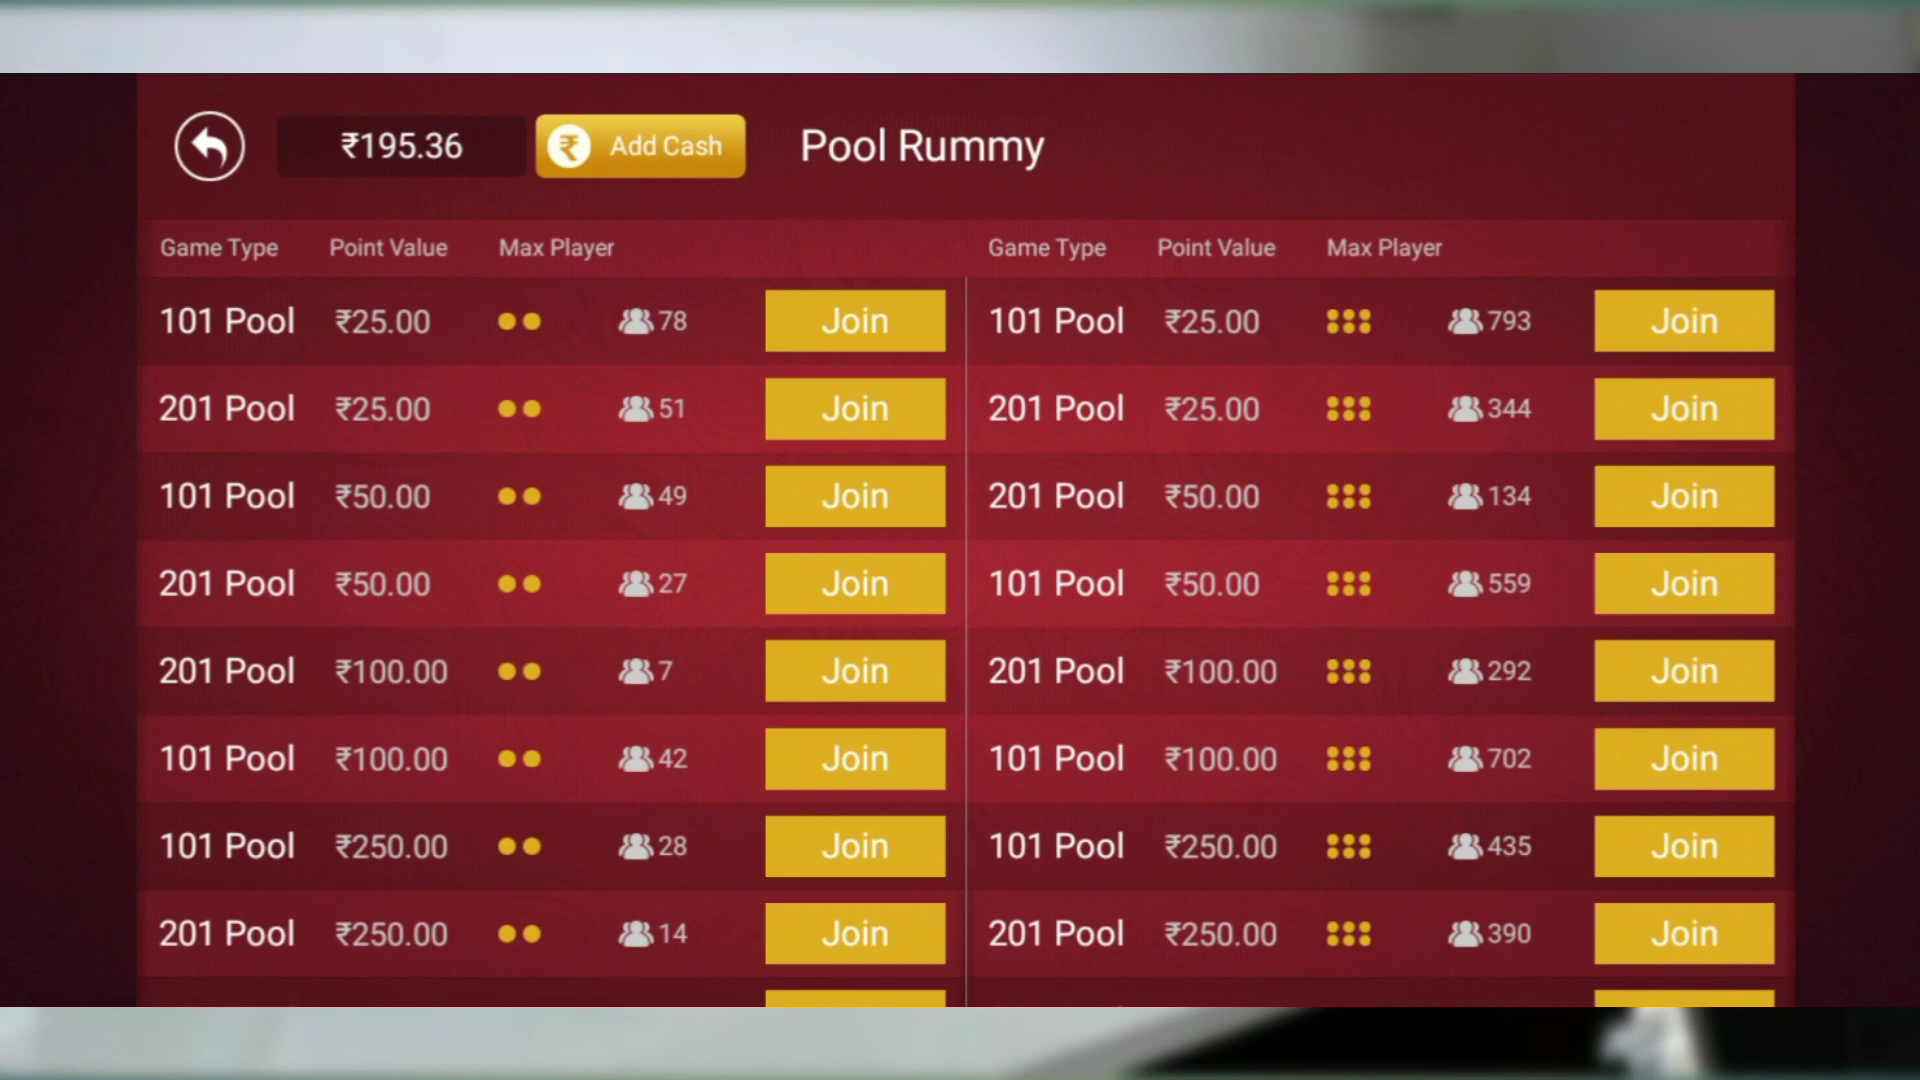 ₹195.36 ₹ Add Cash Pool Rummy
Game Type Point Value Max Player Game Type Point Value Max Player
101 Pool ₹25.00 78 Join 101 Pool ₹25.00 793 Join
201 Pool ₹25.00 51 Join 201 Pool ₹25.00 344 Join
101 Pool ₹50.00 49 Join 201 Pool ₹50.00 134 Join
201 Pool ₹50.00 27 Join 101 Pool ₹50.00 559 Join
201 Pool ₹100.00 7 Join 201 Pool ₹100.00 292 Join
101 Pool ₹100.00 42 Join 101 Pool ₹100.00 702 Join
101 Pool ₹250.00 28 Join 101 Pool ₹250.00 435 Join
201 Pool ₹250.00 14 Join 201 Pool ₹250.00 390 Join